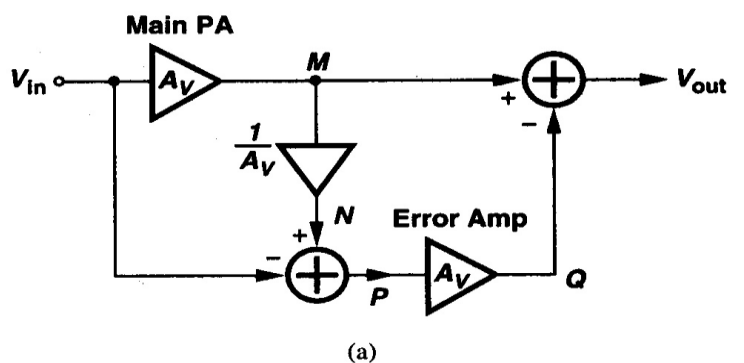 Main PA
V_in
A_V
M
+
V_out
-
1/A_V
N
+
-
Error Amp
P
A_V
Q
(a)